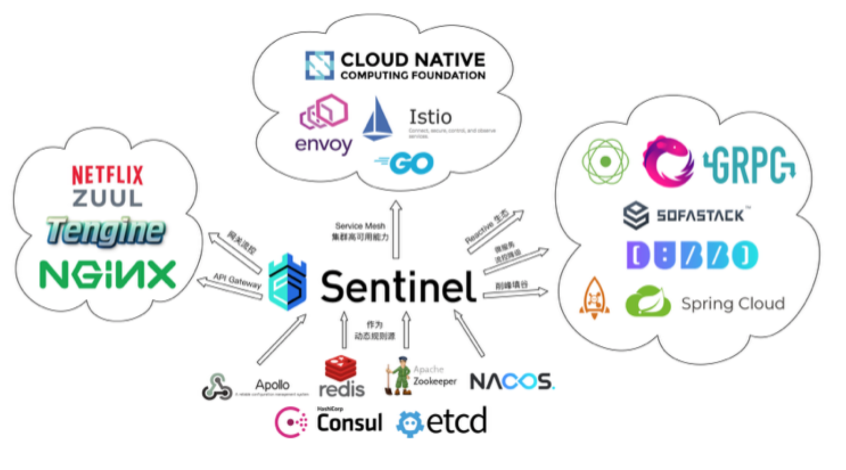 CLOUD NATIVE
COMPUTING FOUNDATION
envoy
Istio
Connect, secure, control, and observe
services.
GO
NETFLIX
ZUUL
Tengine
NGiNX
GRPC
SOFASTACK™
DUBBO
Spring Cloud
网关流控
API Gateway
Service Mesh
集群高可用能力
Reactive 生态
微服务
流控降级
削峰填谷
Sentinel
作为
动态规则源
Apollo
A reliable configuration management system
redis
Apache
Zookeeper
NACOS.
HashiCorp
Consul
etcd